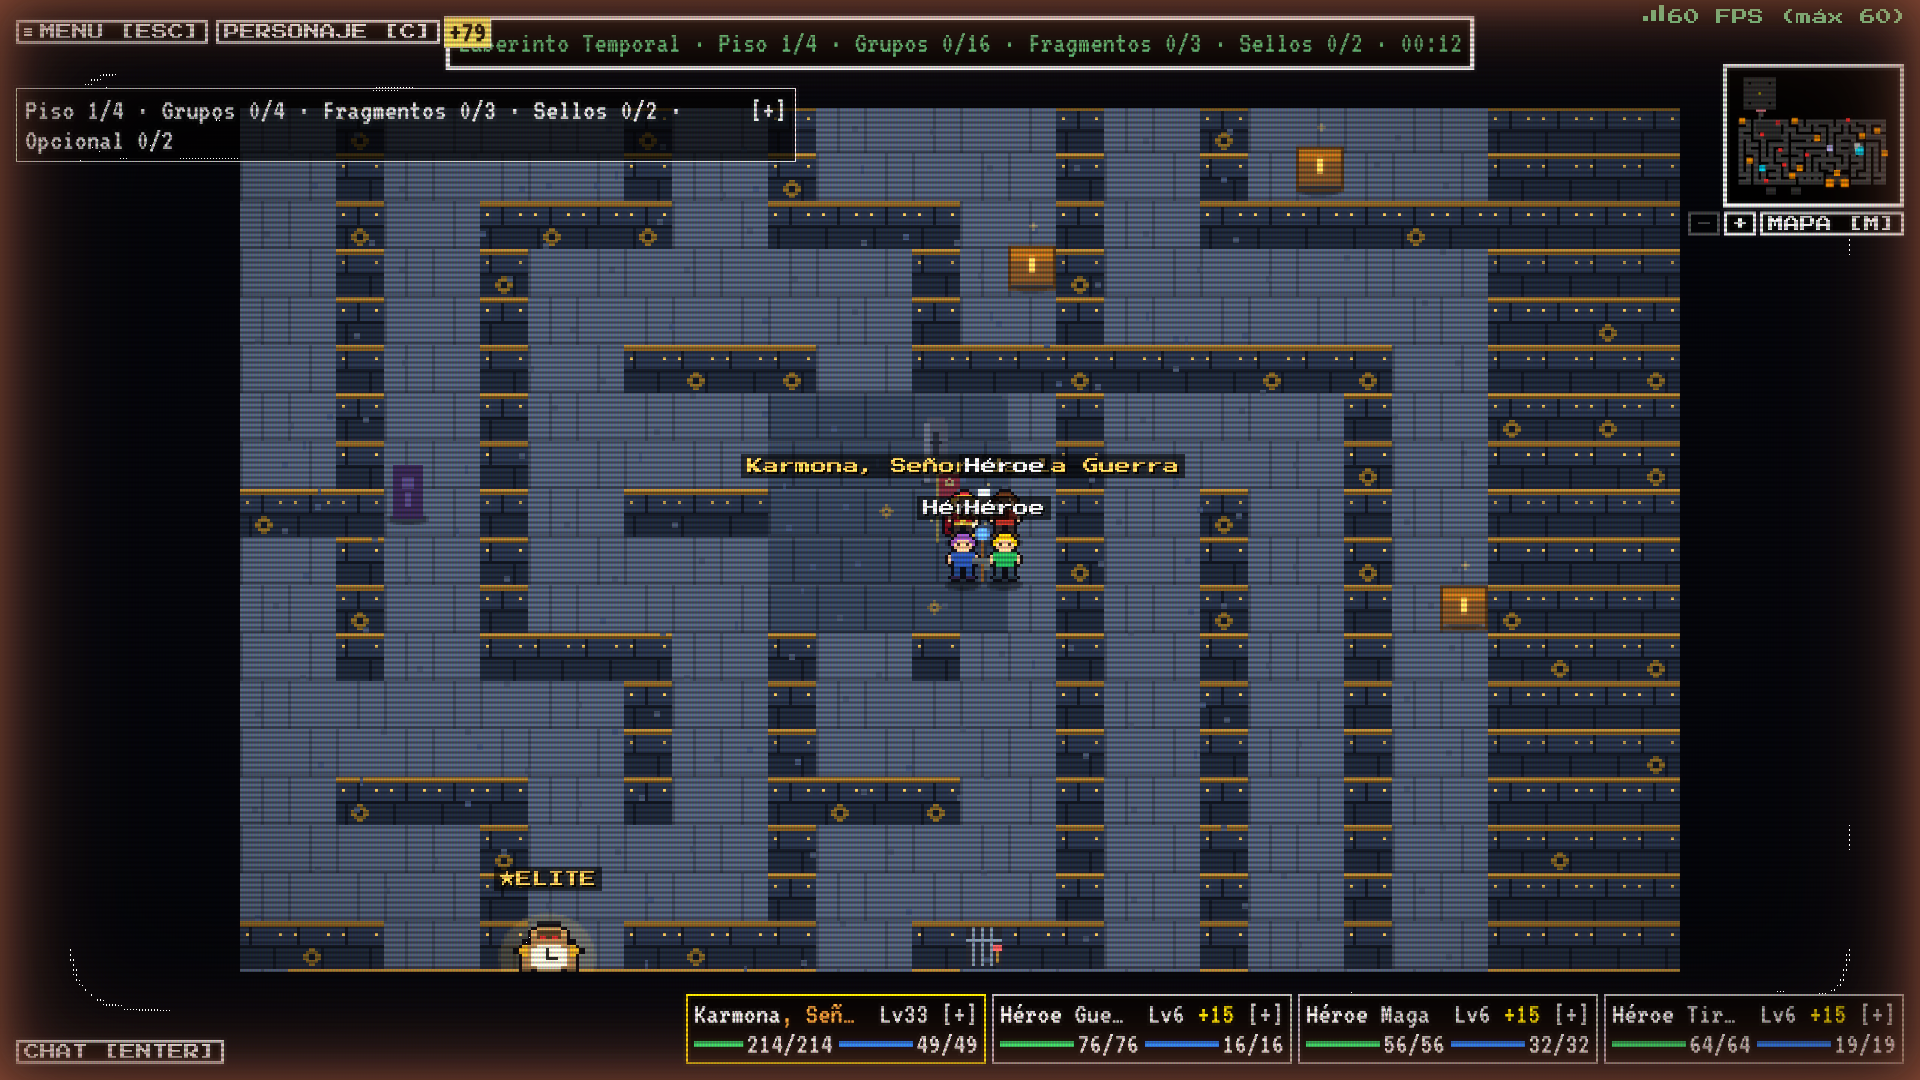 ≡MENU [ESC]
PERSONAJE [C]
+79
berinto Temporal · Piso 1/4 · Grupos 0/16 · Fragmentos 0/3 · Sellos 0/2 · 00:12
60 FPS (máx 60)
Piso 1/4 · Grupos 0/4 · Fragmentos 0/3 · Sellos 0/2 · [+]
Opcional 0/2
− + MAPA [M]
Karmona, Seño
Héroe
a Guerra
Hé
Héroe
★ELITE
Karmona, Señ… Lv33 [+]
214/214 49/49
Héroe Gue… Lv6 +15 [+]
76/76 16/16
Héroe Maga Lv6 +15 [+]
56/56 32/32
Héroe Tir… Lv6 +15 [+]
64/64 19/19
CHAT [ENTER]